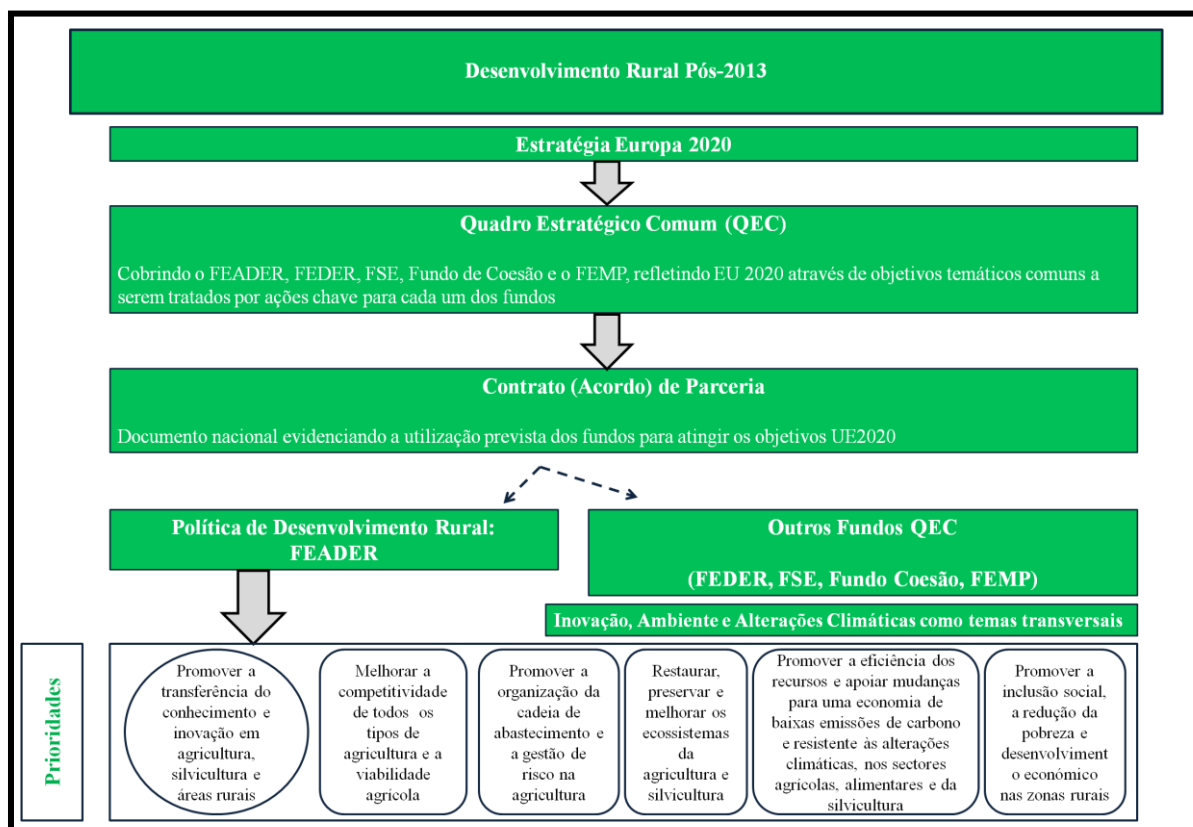 Desenvolvimento Rural Pós-2013
Estratégia Europa 2020
Quadro Estratégico Comum (QEC)
Cobrindo o FEADER, FEDER, FSE, Fundo de Coesão e o FEMP, refletindo EU 2020 através de objetivos temáticos comuns a
serem tratados por ações chave para cada um dos fundos
Contrato (Acordo) de Parceria
Documento nacional evidenciando a utilização prevista dos fundos para atingir os objetivos UE2020
Política de Desenvolvimento Rural:
FEADER
Outros Fundos QEC
(FEDER, FSE, Fundo Coesão, FEMP)
Inovação, Ambiente e Alterações Climáticas como temas transversais
Prioridades
Promover a
transferência do
conhecimento e
inovação em
agricultura,
silvicultura e
áreas rurais
Melhorar a
competitividade
de todos os
tipos de
agricultura e a
viabilidade
agrícola
Promover a
organização da
cadeia de
abastecimento e
a gestão de
risco na
agricultura
Restaurar,
preservar e
melhorar os
ecossistemas
da
agricultura e
silvicultura
Promover a eficiência dos
recursos e apoiar mudanças
para uma economia de
baixas emissões de carbono
e resistente às alterações
climáticas, nos sectores
agrícolas, alimentares e da
silvicultura
Promover a
inclusão social,
a redução da
pobreza e
desenvolviment
o económico
nas zonas rurais